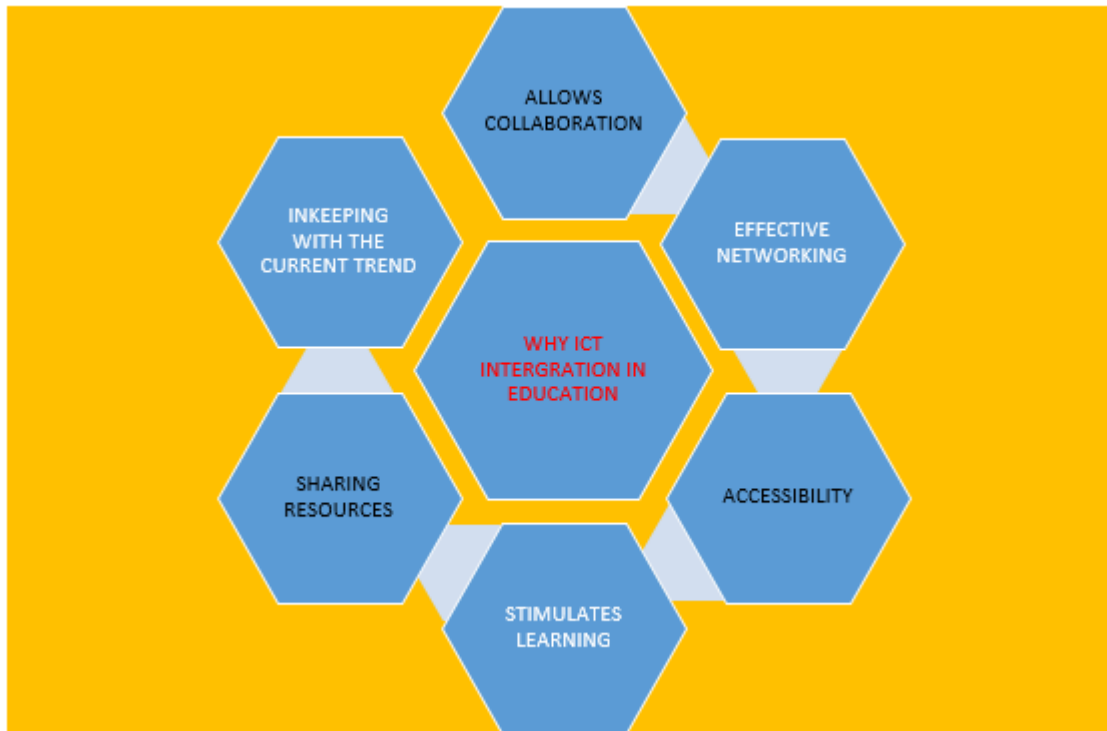 ALLOWS
COLLABORATION
EFFECTIVE
NETWORKING
ACCESSIBILITY
STIMULATES
LEARNING
SHARING
RESOURCES
INKEEPING
WITH THE
CURRENT TREND
WHY ICT
INTERGRATION IN
EDUCATION